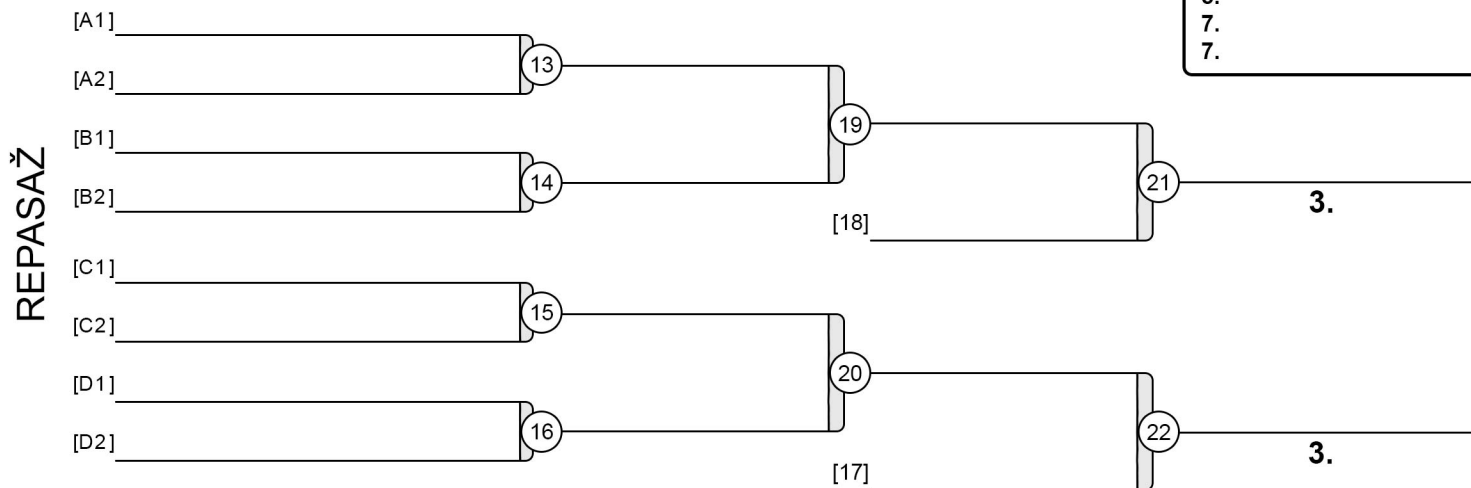 7.
7.
REPASAŽ
[A1]
[A2]
13
[B1]
[B2]
14
19
[18]
21
3.
[C1]
[C2]
15
[D1]
[D2]
16
20
[17]
22
3.